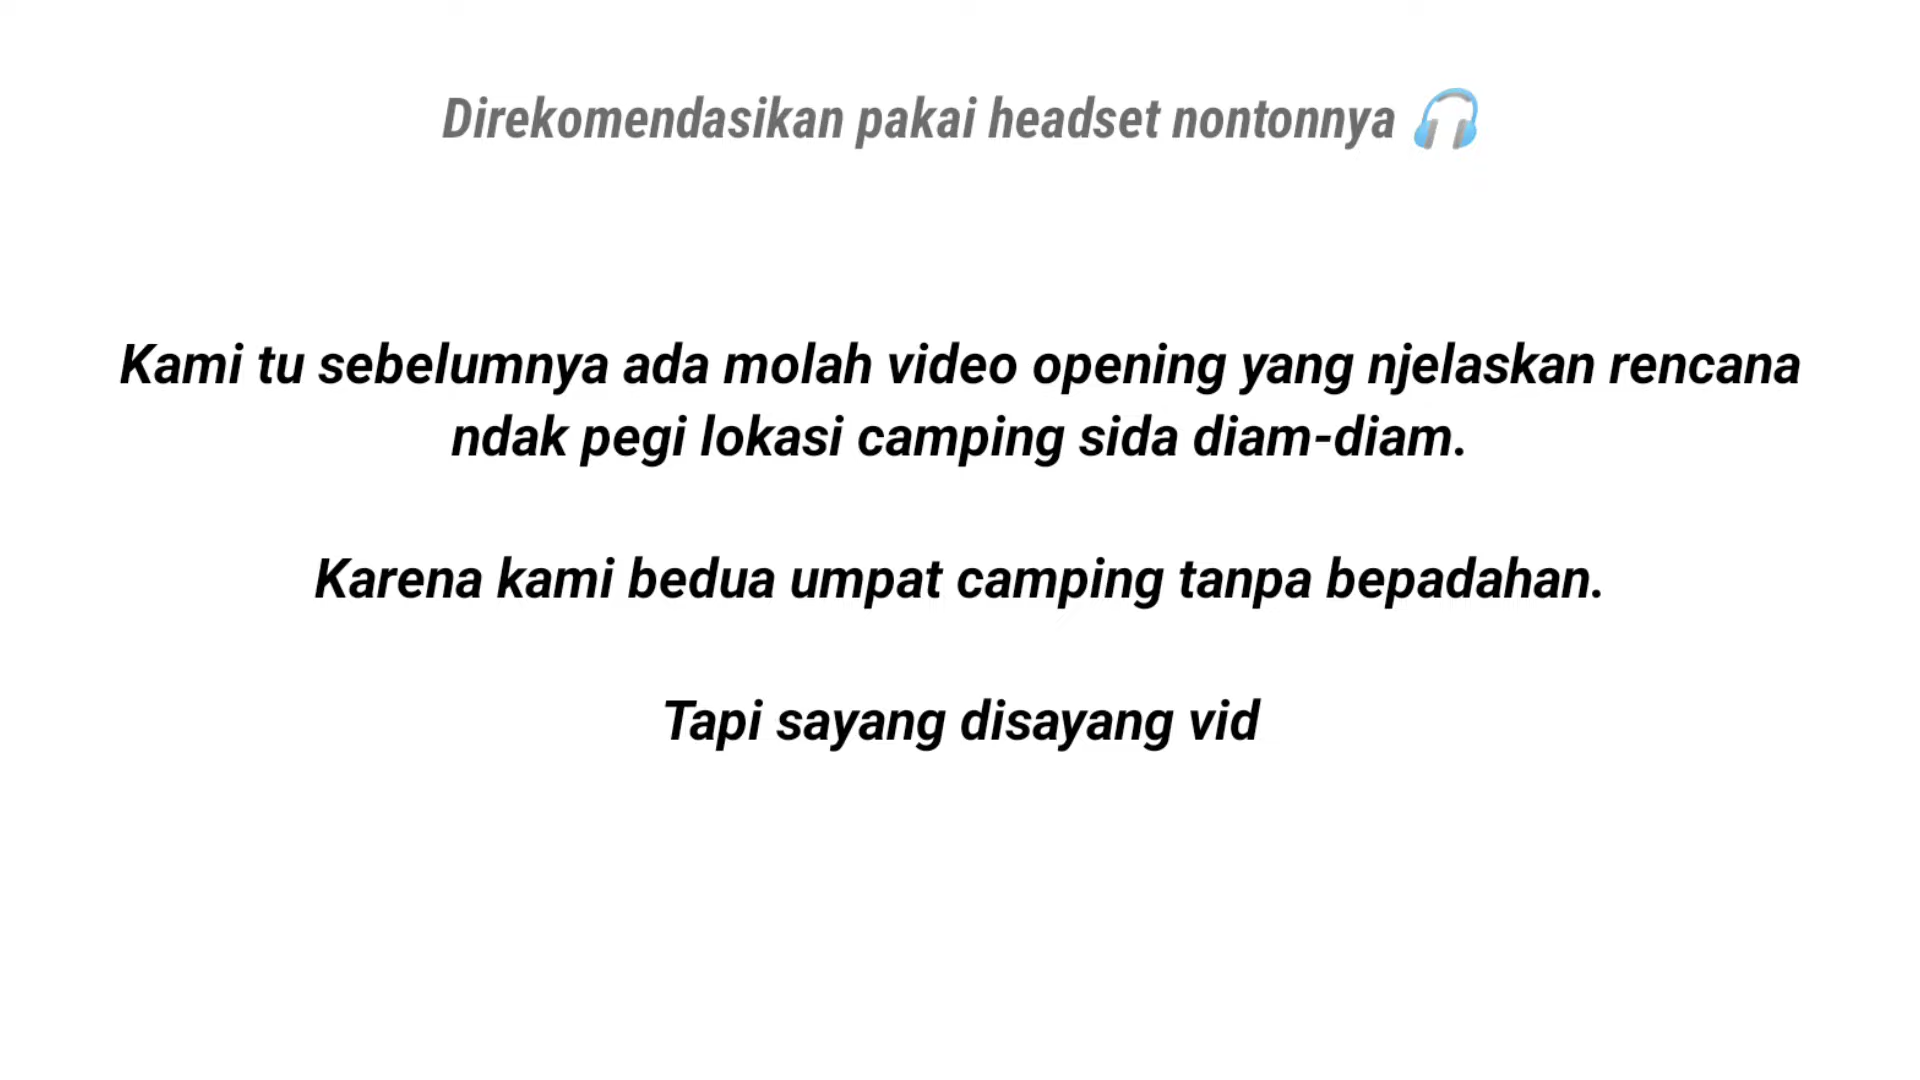 Direkomendasikan pakai headset nontonnya 🎧
Kami tu sebelumnya ada molah video opening yang njelaskan rencana
ndak pegi lokasi camping sida diam-diam.
Karena kami bedua umpat camping tanpa bepadahan.
Tapi sayang disayang vid